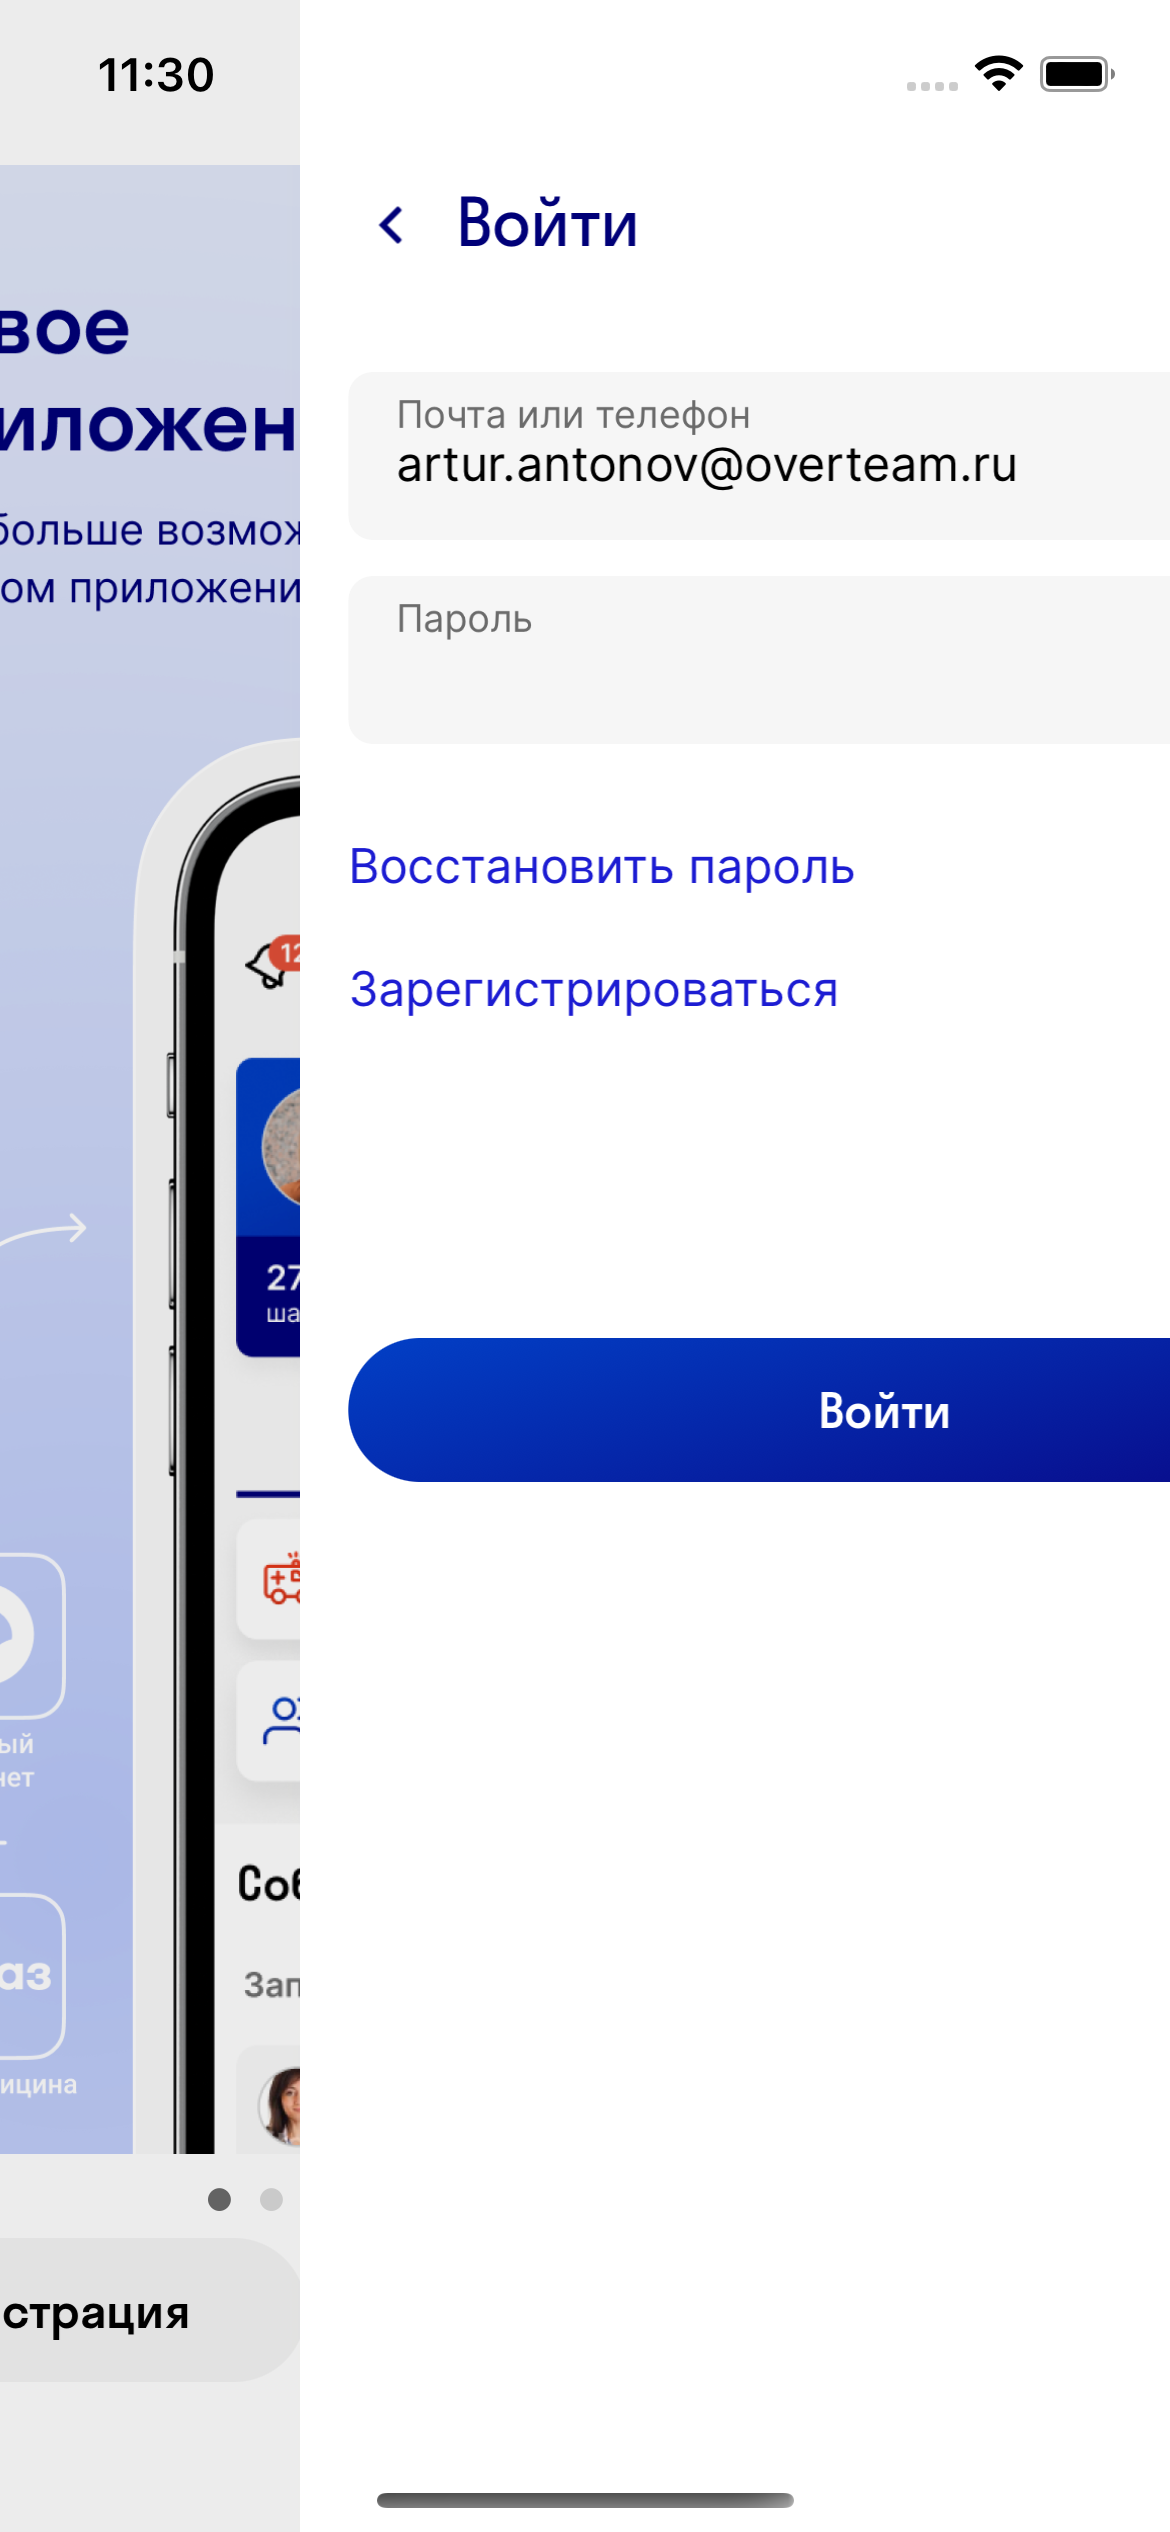 11:30
Войти
вое
иложен
Почта или телефон
artur.antonov@overteam.ru
больше возмож
ом приложени
Пароль
Восстановить пароль
12
Зарегистрироваться
27
ша
Войти
ый
нет
Соб
Зап
аз
ицина
страция